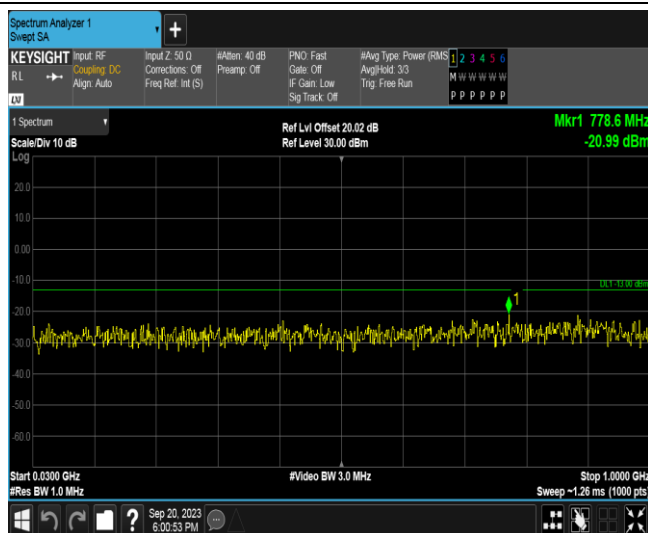 Spectrum Analyzer 1
Swept SA
KEYSIGHT
RL
LXI
Input: RF
Coupling: DC
Align: Auto
Input Z: 50 Ω
Corrections: Off
Freq Ref: Int (S)
#Atten: 40 dB
Preamp: Off
PNO: Fast
Gate: Off
IF Gain: Low
Sig Track: Off
#Avg Type: Power (RMS
Avg|Hold: 3/3
Trig: Free Run
1 2 3 4 5 6
M W W W W W
P P P P P P
1 Spectrum
Scale/Div 10 dB
Log
Ref Lvl Offset 20.02 dB
Ref Level 30.00 dBm
Mkr1 778.6 MHz
-20.99 dBm
20.0
10.0
0.00
-10.0
DL1 -13.00 dBm
1
-20.0
-30.0
-40.0
-50.0
-60.0
Start 0.0300 GHz
#Res BW 1.0 MHz
#Video BW 3.0 MHz
Stop 1.0000 GHz
Sweep ~1.26 ms (1000 pts)
?
Sep 20, 2023
6:00:53 PM